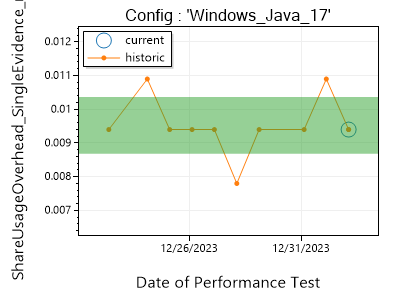 Config : 'Windows_Java_17'
current
historic
0.012
0.011
0.01
0.009
0.008
0.007
12/26/2023
12/31/2023
Date of Performance Test
ShareUsageOverhead_SingleEvidence_